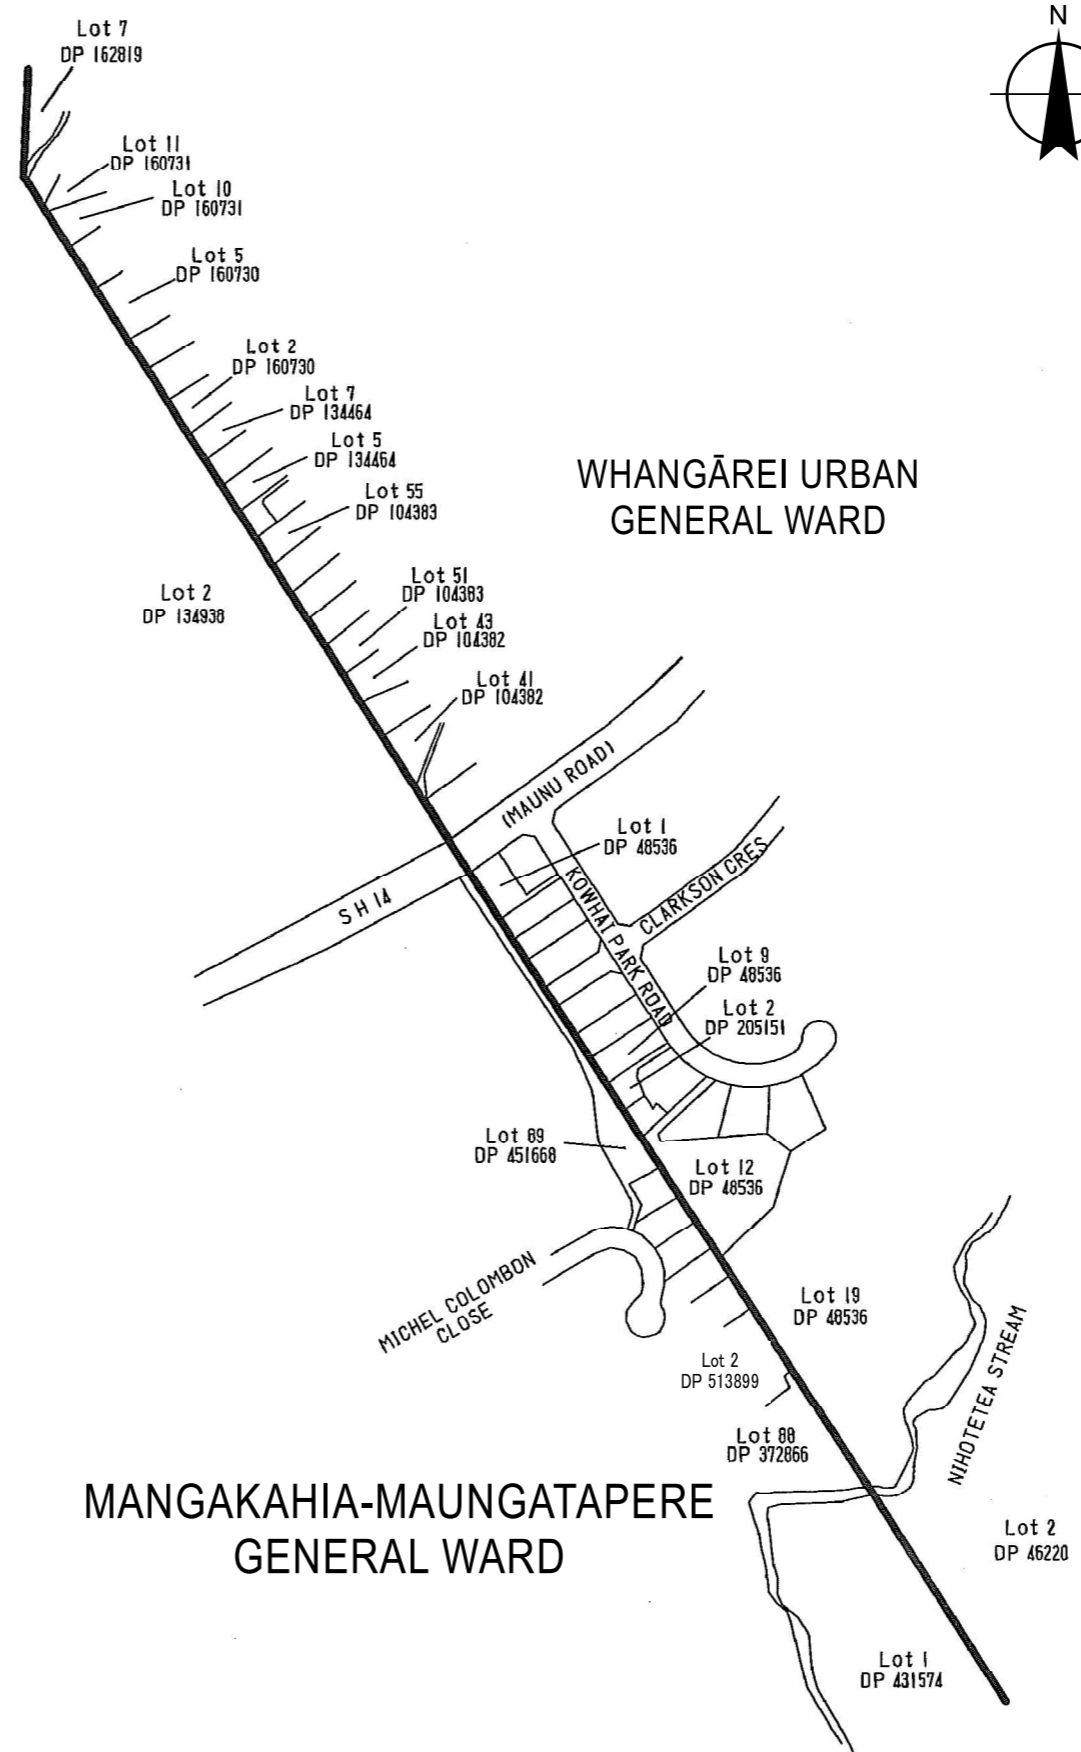 N
Lot 7
DP 162819
Lot 11
DP 160731
Lot 10
DP 160731
Lot 5
DP 160730
Lot 2
DP 160730
Lot 7
DP 134464
Lot 5
DP 134464
WHANGĀREI URBAN
GENERAL WARD
Lot 55
DP 104383
Lot 2
DP 134938
Lot 51
DP 104383
Lot 43
DP 104382
Lot 41
DP 104382
(MAUNU ROAD)
SH 14
Lot 1
DP 48536
KOWHAI PARK ROAD
CLARKSON CRES
Lot 9
DP 48536
Lot 2
DP 205151
Lot 89
DP 451668
Lot 12
DP 48536
MICHEL COLOMBON
CLOSE
Lot 19
DP 48536
NIHOTETEA STREAM
Lot 2
DP 513899
Lot 88
DP 372866
MANGAKAHIA-MAUNGATAPERE
GENERAL WARD
Lot 2
DP 46220
Lot 1
DP 431574